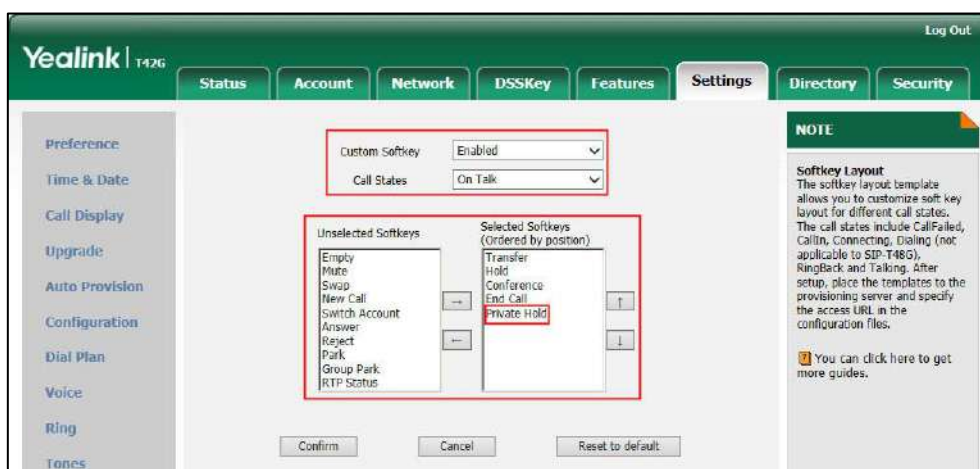 Log Out
Yealink T42G
Status Account Network DSSKey Features Settings Directory Security
Preference
Time & Date
Call Display
Upgrade
Auto Provision
Configuration
Dial Plan
Voice
Ring
Tones
Custom Softkey Enabled
Call States On Talk
Unselected Softkeys
Empty
Mute
Swap
New Call
Switch Account
Answer
Reject
Park
Group Park
RTP Status
→
←
Selected Softkeys
(Ordered by position)
Transfer
Hold
Conference
End Call
Private Hold
↑
↓
Confirm Cancel Reset to default
NOTE
Softkey Layout
The softkey layout template
allows you to customize soft key
layout for different call states.
The call states include CallFailed,
CallIn, Connecting, Dialing (not
applicable to SIP-T48G),
RingBack and Talking. After
setup, place the templates to the
provisioning server and specify
the access URL in the
configuration files.
? You can click here to get
more guides.